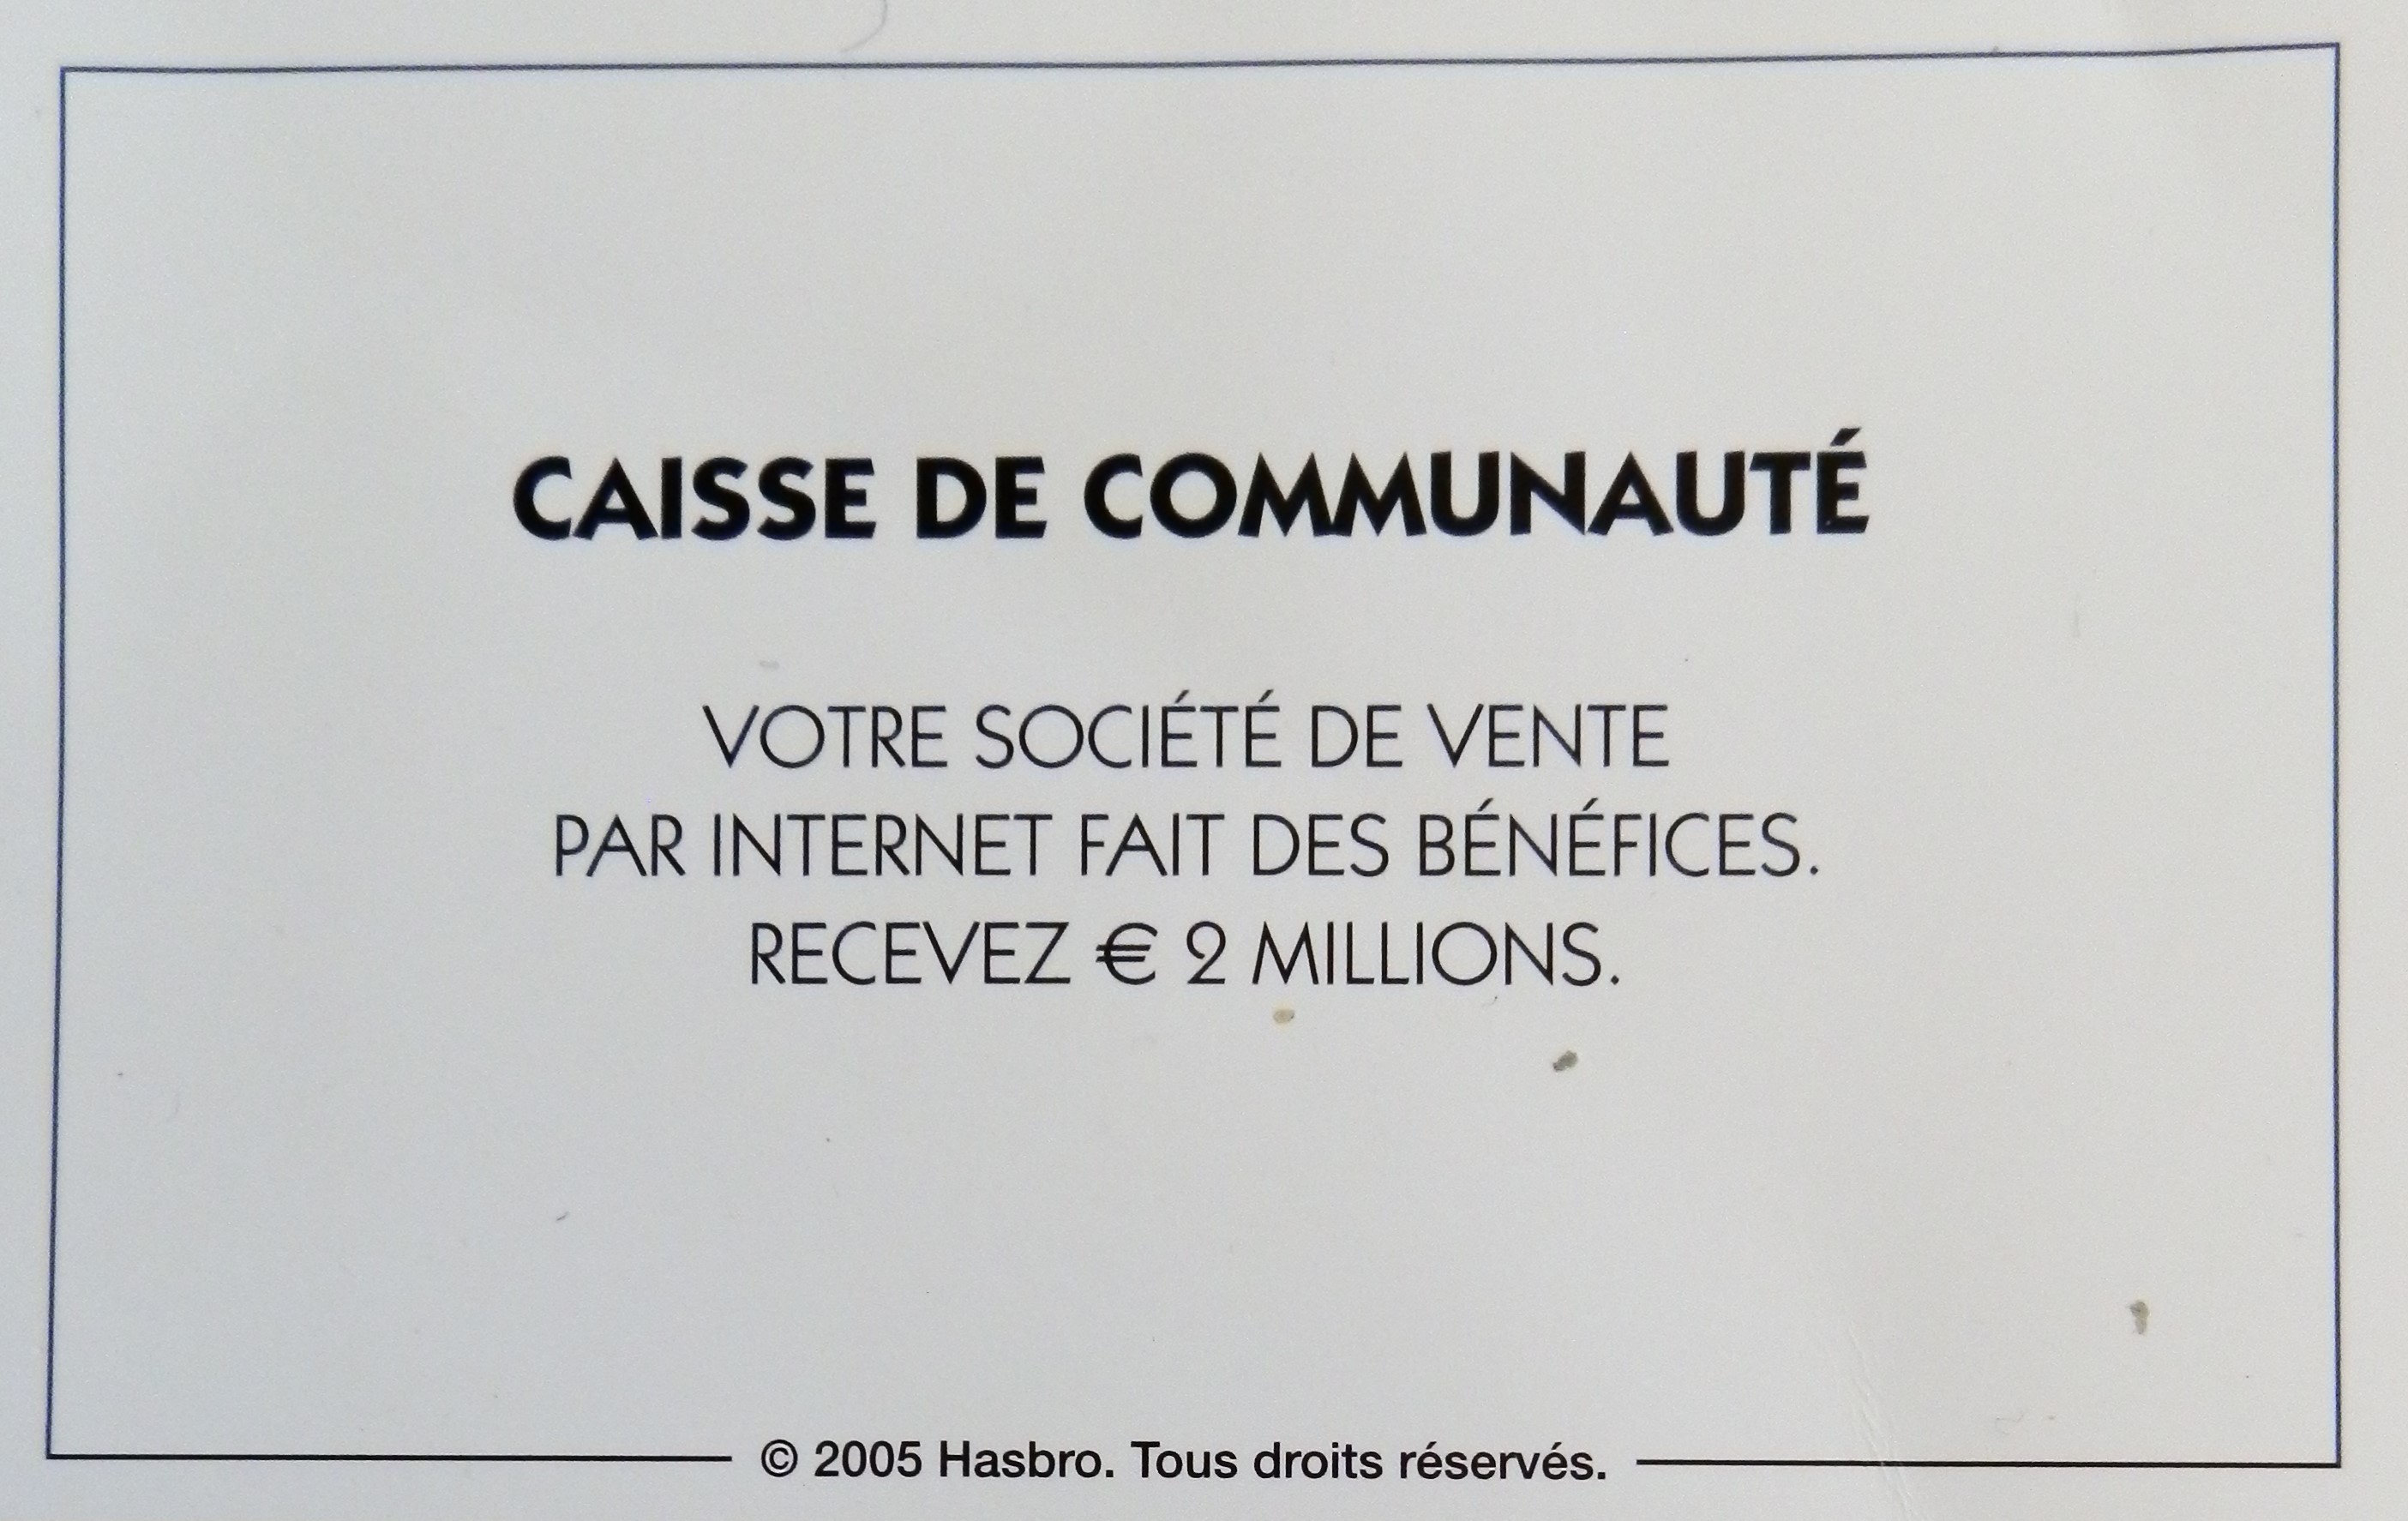 CAISSE DE COMMUNAUTÉ
VOTRE SOCIÉTÉ DE VENTE
PAR INTERNET FAIT DES BÉNÉFICES.
RECEVEZ € 2 MILLIONS.
© 2005 Hasbro. Tous droits réservés.